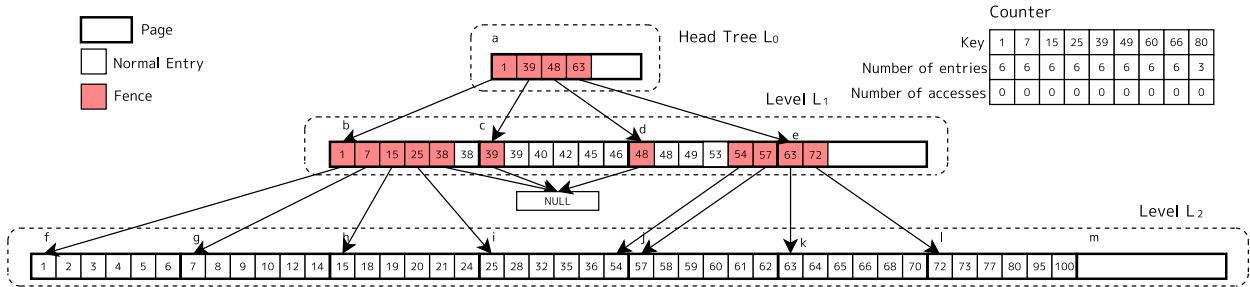 Page
Normal Entry
Fence
a
Head Tree L0
1 39 48 63
Counter
Key 1 7 15 25 39 49 60 66 80
Number of entries 6 6 6 6 6 6 6 6 3
Number of accesses 0 0 0 0 0 0 0 0 0
Level L1
b c d e
1 7 15 25 38 38 39 39 40 42 45 46 48 48 49 53 54 57 63 72
NULL
Level L2
f g h i j k l m
1 2 3 4 5 6 7 8 9 10 12 14 15 18 19 20 21 24 25 28 32 35 36 54 57 58 59 60 61 62 63 64 65 66 68 70 72 73 77 80 95 100